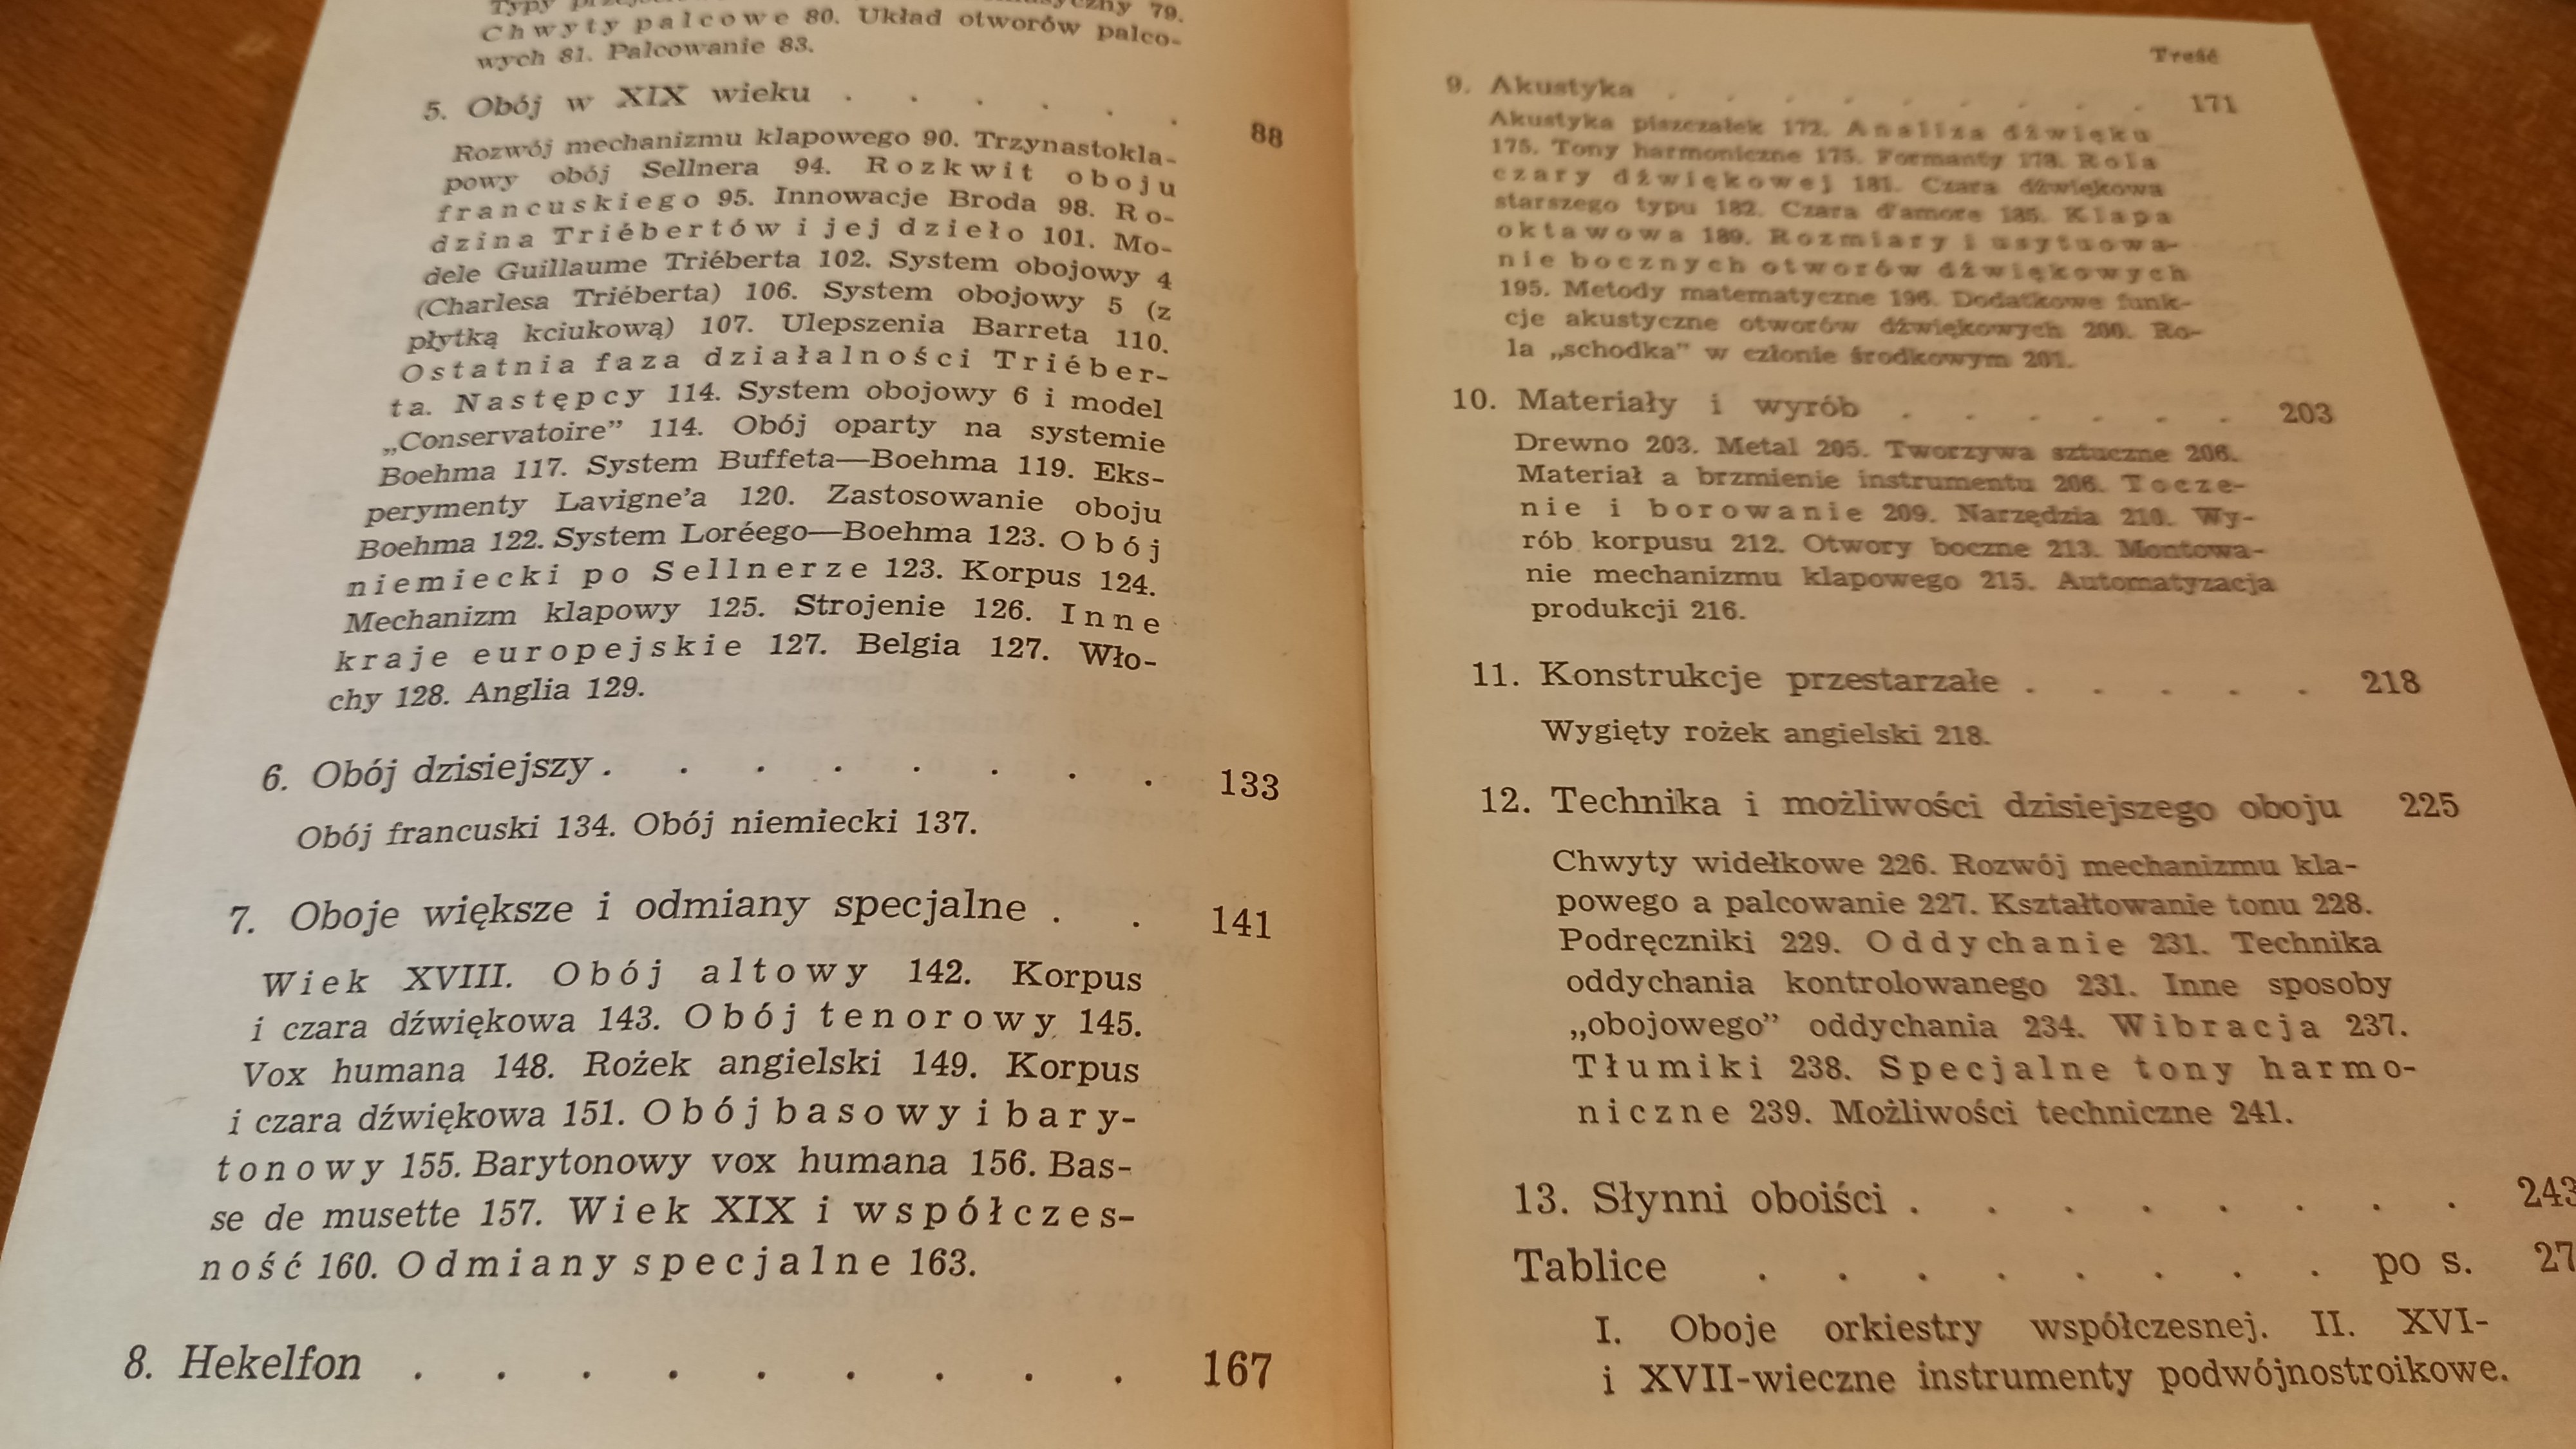 79.
Chwyty palcowe 80. Układ otworów palco-
wych 81. Palcowanie 83.
5. Obój w XIX wieku . . . . . . 88
Rozwój mechanizmu klapowego 90. Trzynastokla-
powy obój Sellnera 94. Rozkwit oboju
francuskiego 95. Innowacje Broda 98. Ro-
dzina Triébertów i jej dzieło 101. Mo-
dele Guillaume Triéberta 102. System obojowy 4
(Charlesa Triéberta) 106. System obojowy 5 (z
płytką kciukową) 107. Ulepszenia Barreta 110.
Ostatnia faza działalności Triéber-
ta. Następcy 114. System obojowy 6 i model
„Conservatoire” 114. Obój oparty na systemie
Boehma 117. System Buffeta—Boehma 119. Eks-
perymenty Lavigne’a 120. Zastosowanie oboju
Boehma 122. System Loréego—Boehma 123. Obój
niemiecki po Sellnerze 123. Korpus 124.
Mechanizm klapowy 125. Strojenie 126. Inne
kraje europejskie 127. Belgia 127. Wło-
chy 128. Anglia 129.
6. Obój dzisiejszy . . . . . . . . 133
Obój francuski 134. Obój niemiecki 137.
7. Oboje większe i odmiany specjalne . . 141
Wiek XVIII. Obój altowy 142. Korpus
i czara dźwiękowa 143. Obój tenorowy 145.
Vox humana 148. Rożek angielski 149. Korpus
i czara dźwiękowa 151. Obój basowy i bary-
tonowy 155. Barytonowy vox humana 156. Bas-
se de musette 157. Wiek XIX i współczes-
ność 160. Odmiany specjalne 163.
8. Hekelfon . . . . . . . . . 167
Treść
9. Akustyka . . . . . . . . . 171
Akustyka piszczałek 172. Analiza dźwięku
175. Tony harmoniczne 175. Formanty 178. Rola
czary dźwiękowej 181. Czara dźwiękowa
starszego typu 182. Czara d’amore 185. Klapa
oktawowa 189. Rozmiary i usytuowa-
nie bocznych otworów dźwiękowych
195. Metody matematyczne 196. Dodatkowe funk-
cje akustyczne otworów dźwiękowych 200. Ro-
la „schodka” w członie środkowym 201.
10. Materiały i wyrób . . . . . . 203
Drewno 203. Metal 205. Tworzywa sztuczne 206.
Materiał a brzmienie instrumentu 206. Tocze-
nie i borowanie 209. Narzędzia 210. Wy-
rób korpusu 212. Otwory boczne 213. Montowa-
nie mechanizmu klapowego 215. Automatyzacja
produkcji 216.
11. Konstrukcje przestarzałe . . . . . 218
Wygięty rożek angielski 218.
12. Technika i możliwości dzisiejszego oboju 225
Chwyty widełkowe 226. Rozwój mechanizmu kla-
powego a palcowanie 227. Kształtowanie tonu 228.
Podręczniki 229. Oddychanie 231. Technika
oddychania kontrolowanego 231. Inne sposoby
„obojowego” oddychania 234. Wibracja 237.
Tłumiki 238. Specjalne tony harmo-
niczne 239. Możliwości techniczne 241.
13. Słynni oboiści . . . . . . . . 243
Tablice . . . . . . . . po s. 27
I. Oboje orkiestry współczesnej. II. XVI-
i XVII-wieczne instrumenty podwójnostroikowe.